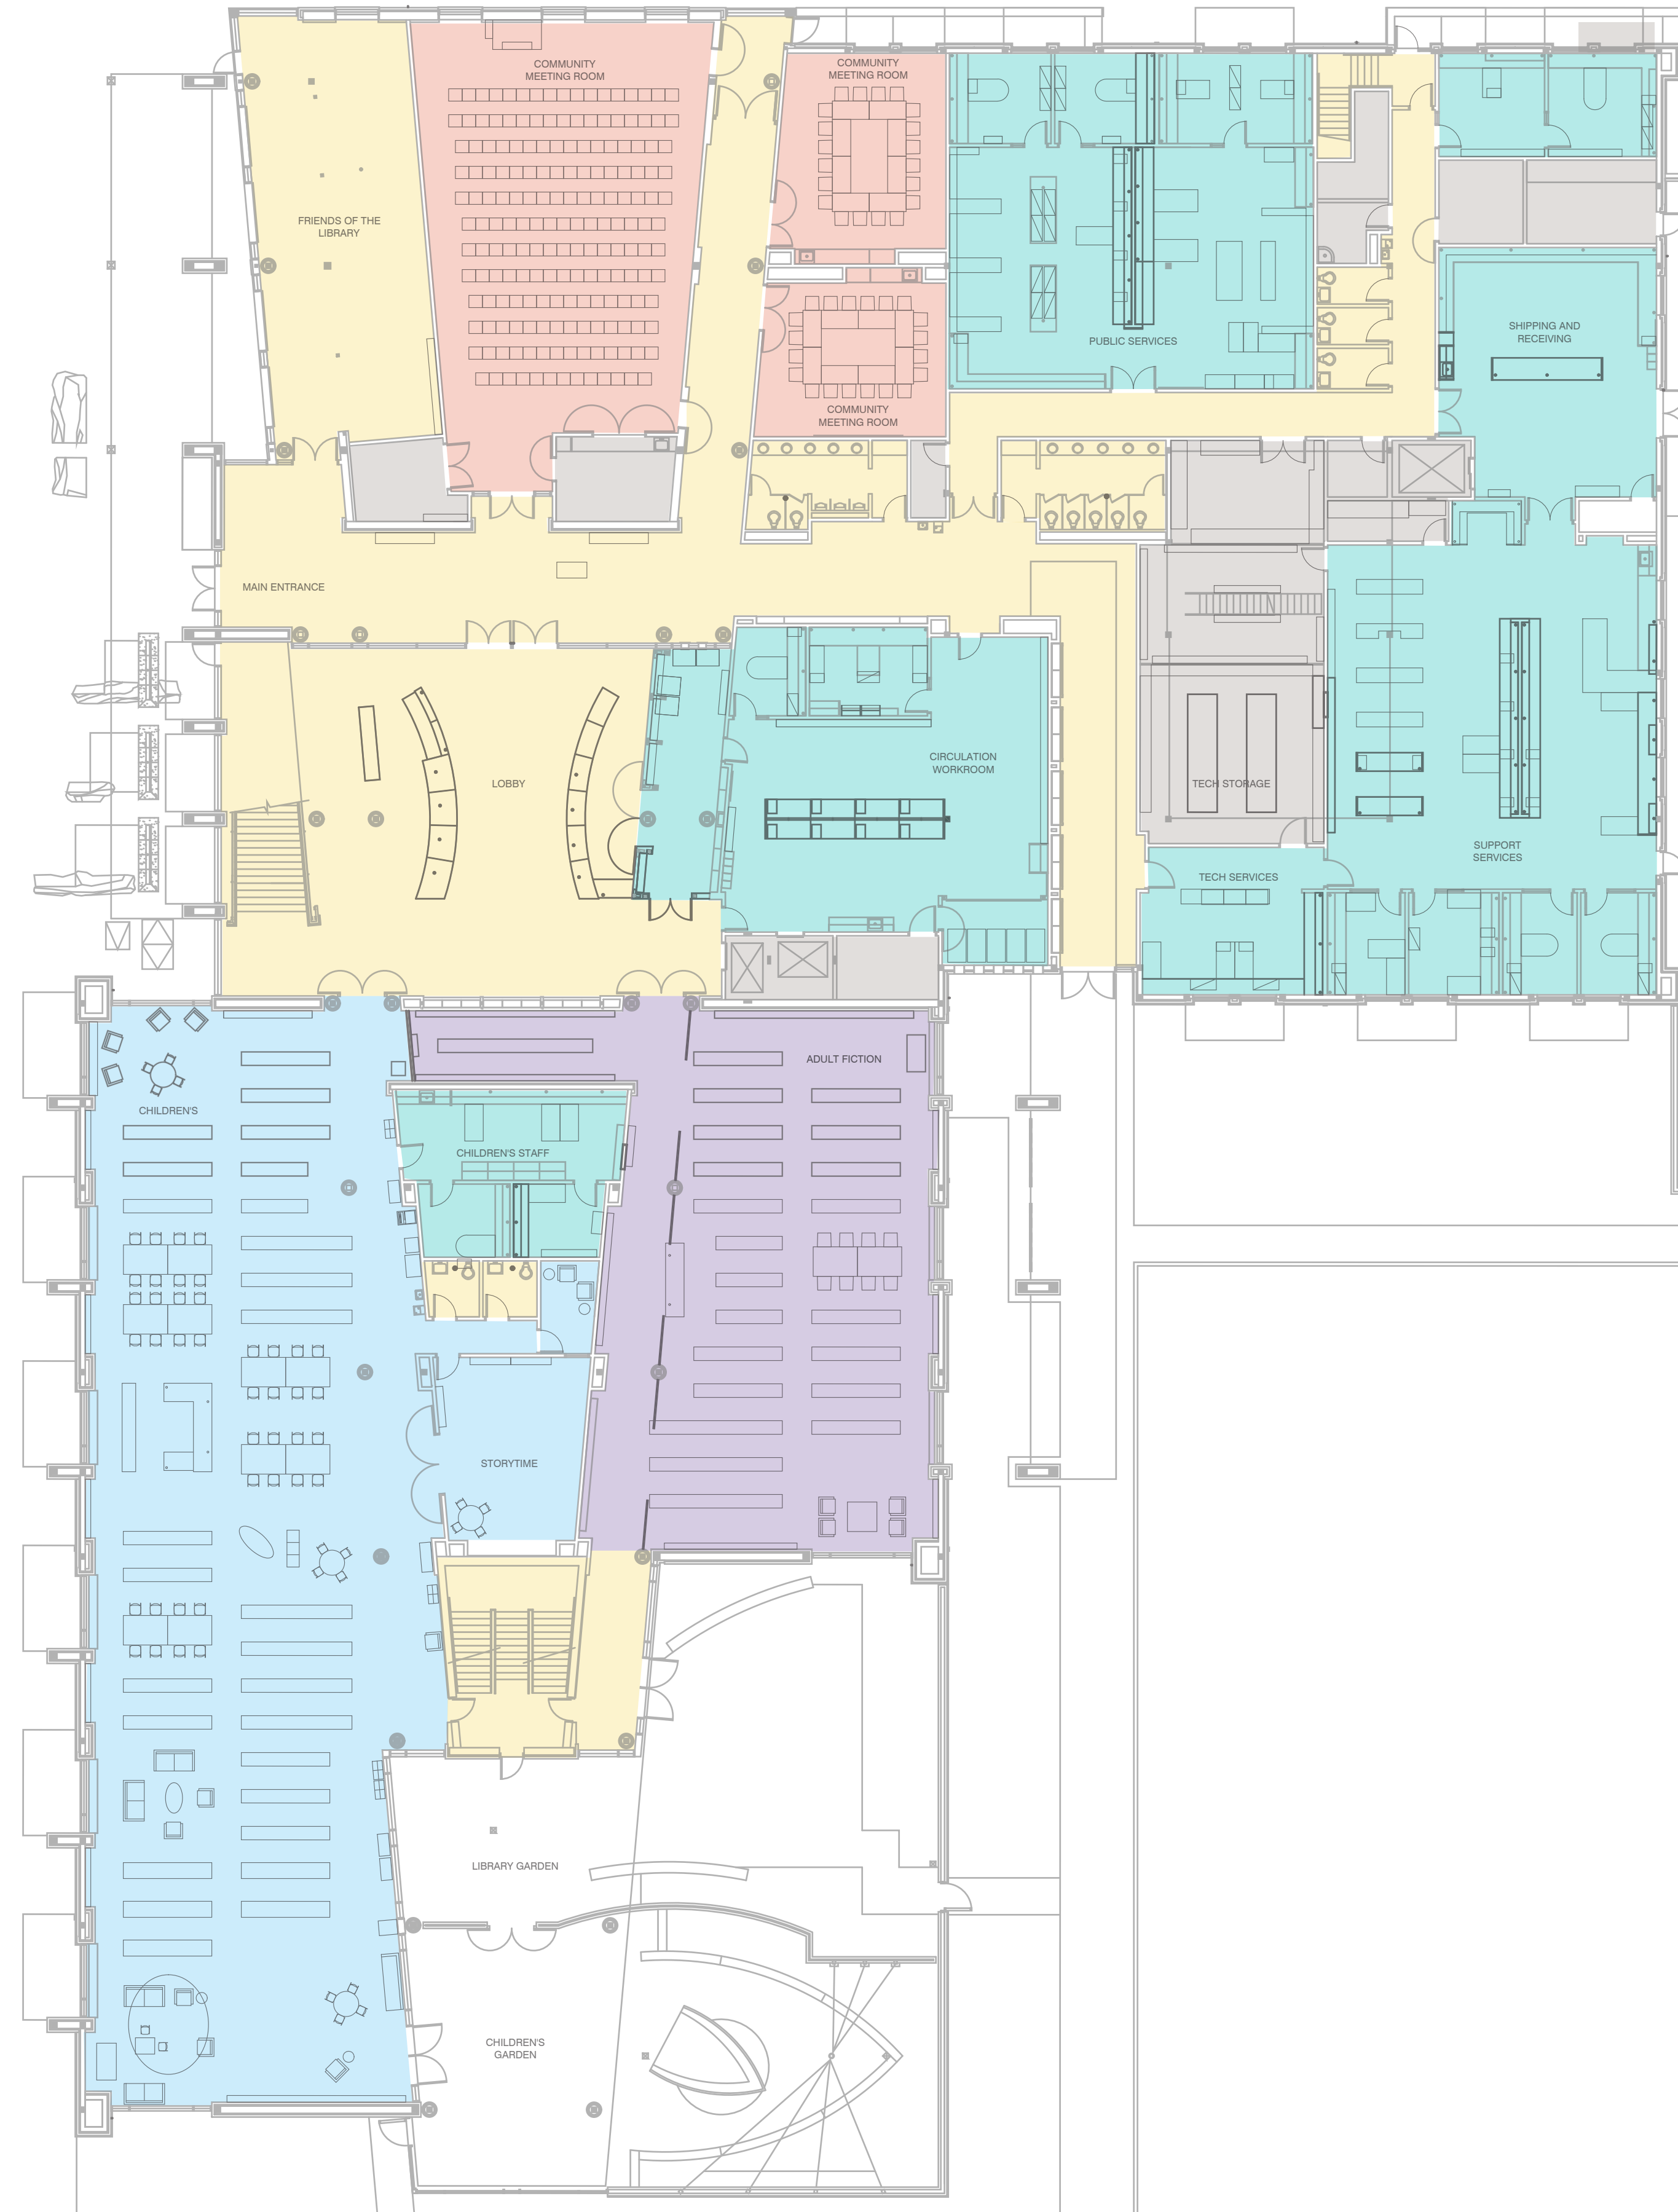 COMMUNITY
MEETING ROOM
COMMUNITY
MEETING ROOM
FRIENDS OF THE
LIBRARY
PUBLIC SERVICES
SHIPPING AND
RECEIVING
COMMUNITY
MEETING ROOM
MAIN ENTRANCE
LOBBY
CIRCULATION
WORKROOM
TECH STORAGE
SUPPORT
SERVICES
TECH SERVICES
ADULT FICTION
CHILDREN'S
CHILDREN'S STAFF
STORYTIME
LIBRARY GARDEN
CHILDREN'S
GARDEN